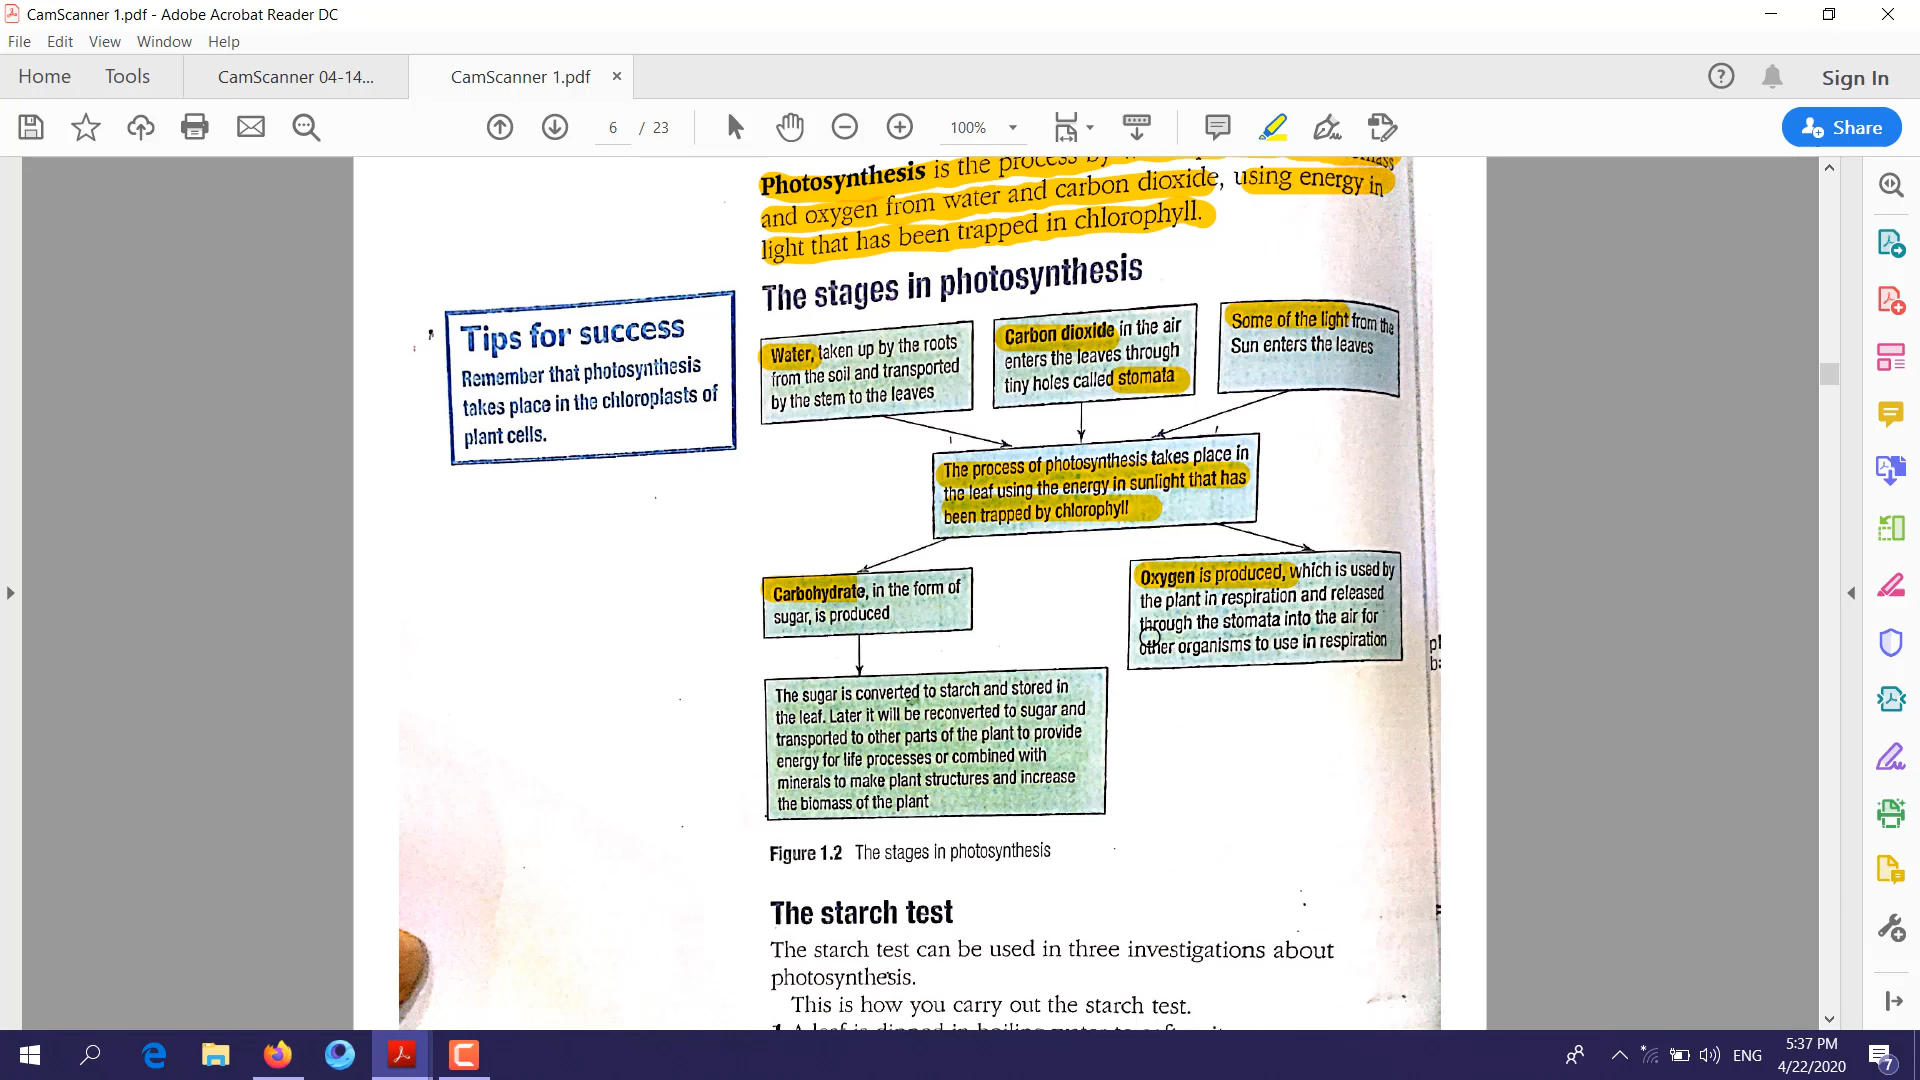 CamScanner 1.pdf - Adobe Acrobat Reader DC
File Edit View Window Help
Home Tools CamScanner 04-14... CamScanner 1.pdf × Sign In
6 / 23 100% Share
Photosynthesis is the process by
and oxygen from water and carbon dioxide, using energy in
light that has been trapped in chlorophyll.
The stages in photosynthesis
Tips for success
Remember that photosynthesis
takes place in the chloroplasts of
plant cells.
Water, taken up by the roots
from the soil and transported
by the stem to the leaves
Carbon dioxide in the air
enters the leaves through
tiny holes called stomata
Some of the light from the
Sun enters the leaves
The process of photosynthesis takes place in
the leaf using the energy in sunlight that has
been trapped by chlorophyll
Carbohydrate, in the form of
sugar, is produced
Oxygen is produced, which is used by
the plant in respiration and released
through the stomata into the air for
other organisms to use in respiration
The sugar is converted to starch and stored in
the leaf. Later it will be reconverted to sugar and
transported to other parts of the plant to provide
energy for life processes or combined with
minerals to make plant structures and increase
the biomass of the plant
Figure 1.2 The stages in photosynthesis
The starch test
The starch test can be used in three investigations about
photosynthesis.
This is how you carry out the starch test.
1 A leaf is dipped in boiling water to
ENG
5:37 PM
4/22/2020
7